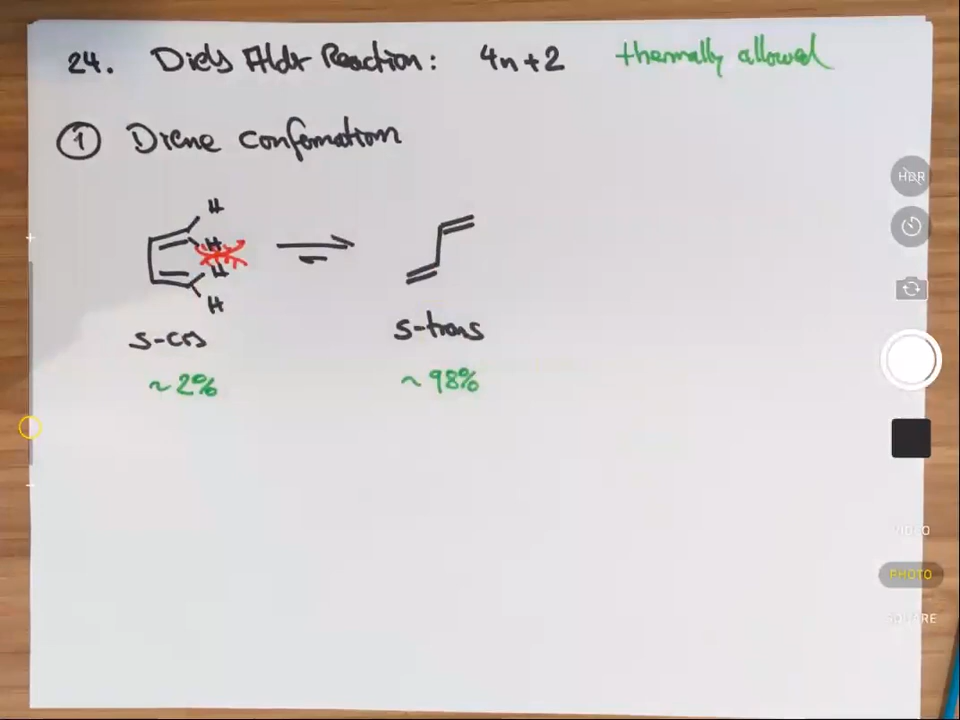 24. Diels Alder Reaction: 4n+2 thermally allowed
① Diene conformation
H
H
H
H
s-cis
s-trans
~2%
~98%
HDR
VIDEO
PHOTO
SQUARE